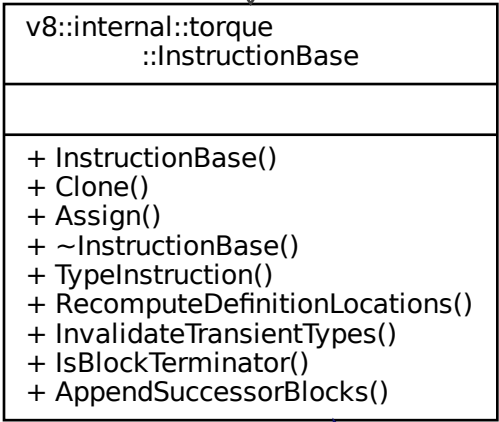 v8::internal::torque
::InstructionBase
+ InstructionBase()
+ Clone()
+ Assign()
+ ~InstructionBase()
+ TypeInstruction()
+ RecomputeDefinitionLocations()
+ InvalidateTransientTypes()
+ IsBlockTerminator()
+ AppendSuccessorBlocks()